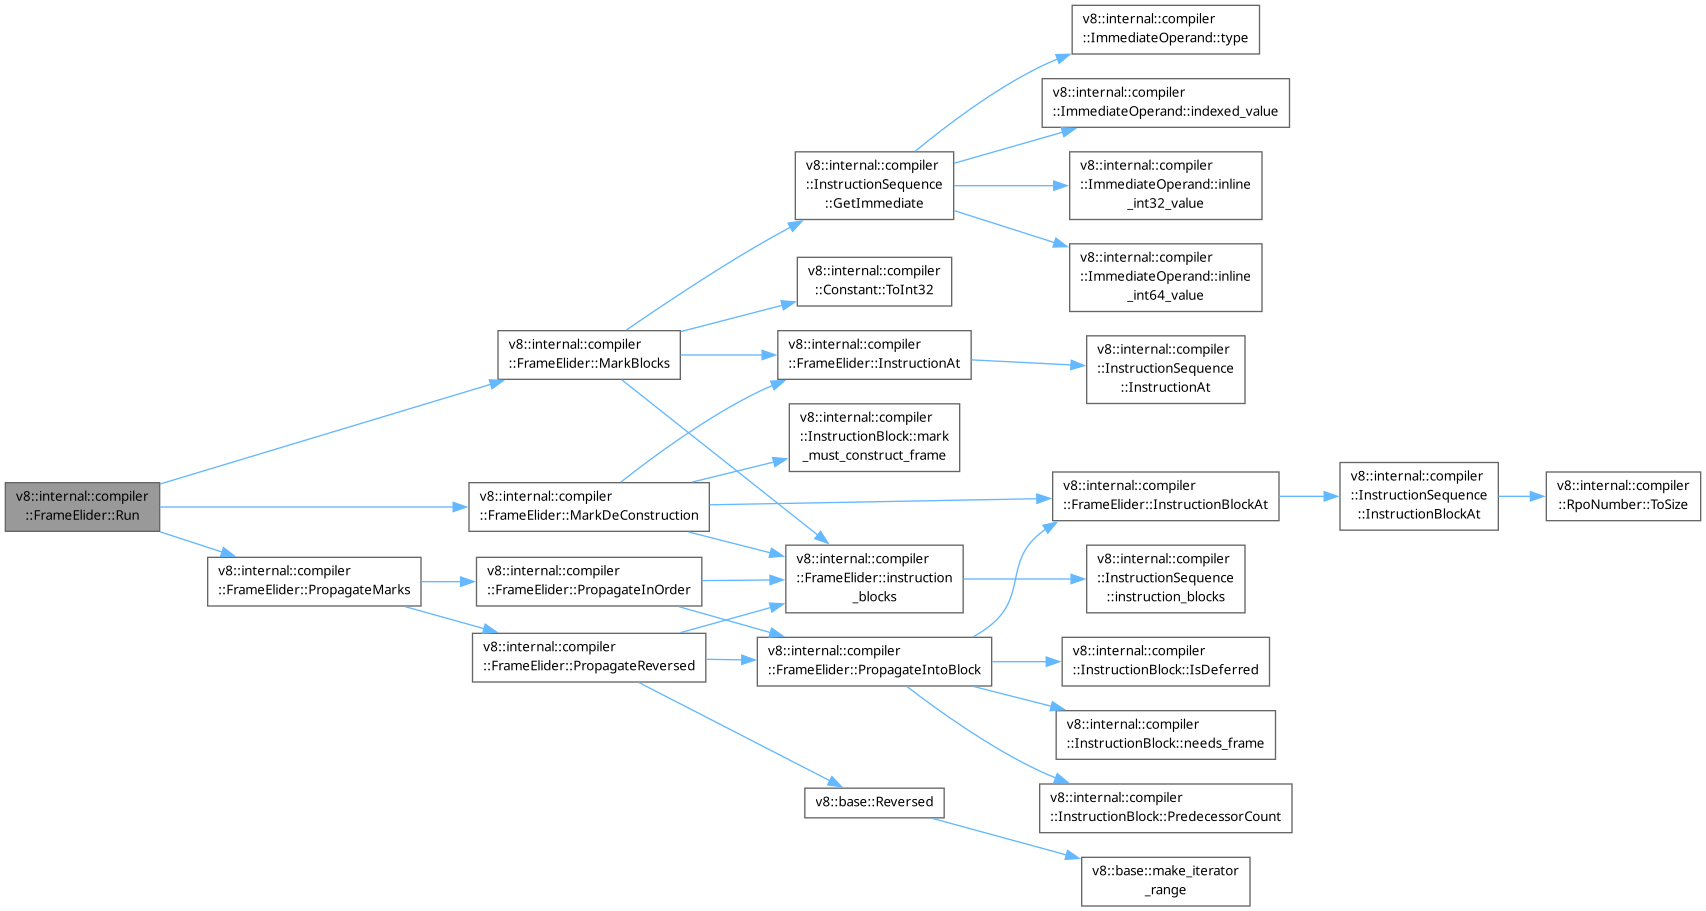 v8::internal::compiler
::FrameElider::Run
v8::internal::compiler
::FrameElider::MarkBlocks
v8::internal::compiler
::InstructionSequence
::GetImmediate
v8::internal::compiler
::ImmediateOperand::type
v8::internal::compiler
::ImmediateOperand::indexed_value
v8::internal::compiler
::ImmediateOperand::inline
_int32_value
v8::internal::compiler
::ImmediateOperand::inline
_int64_value
v8::internal::compiler
::Constant::ToInt32
v8::internal::compiler
::FrameElider::InstructionAt
v8::internal::compiler
::InstructionSequence
::InstructionAt
v8::internal::compiler
::InstructionBlock::mark
_must_construct_frame
v8::internal::compiler
::FrameElider::MarkDeConstruction
v8::internal::compiler
::FrameElider::InstructionBlockAt
v8::internal::compiler
::InstructionSequence
::InstructionBlockAt
v8::internal::compiler
::RpoNumber::ToSize
v8::internal::compiler
::FrameElider::PropagateMarks
v8::internal::compiler
::FrameElider::PropagateInOrder
v8::internal::compiler
::FrameElider::instruction
_blocks
v8::internal::compiler
::InstructionSequence
::instruction_blocks
v8::internal::compiler
::FrameElider::PropagateReversed
v8::internal::compiler
::FrameElider::PropagateIntoBlock
v8::internal::compiler
::InstructionBlock::IsDeferred
v8::internal::compiler
::InstructionBlock::needs_frame
v8::internal::compiler
::InstructionBlock::PredecessorCount
v8::base::Reversed
v8::base::make_iterator
_range